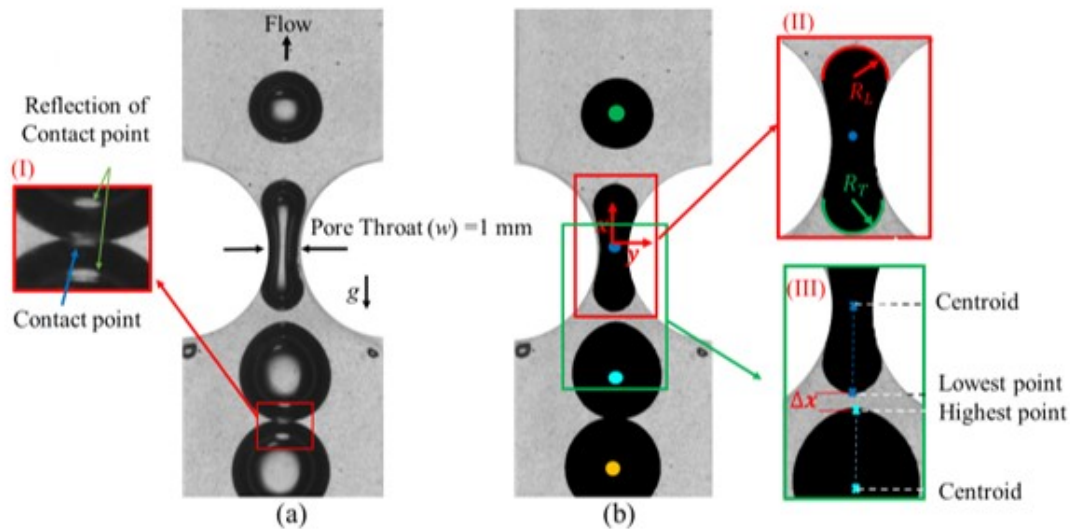 Flow
Reflection of
Contact point
(I)
Contact point
Pore Throat (w) =1 mm
g
(a)
x
y
(b)
(II)
R_L
R_T
(III)
Centroid
Δx
Lowest point
Highest point
Centroid